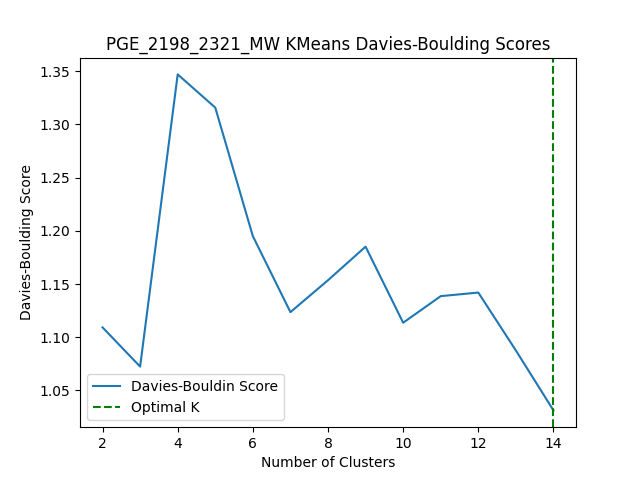 PGE_2198_2321_MW KMeans Davies-Boulding Scores
Davies-Boulding Score
1.35
1.30
1.25
1.20
1.15
1.10
1.05
Davies-Bouldin Score
Optimal K
2 4 6 8 10 12 14
Number of Clusters